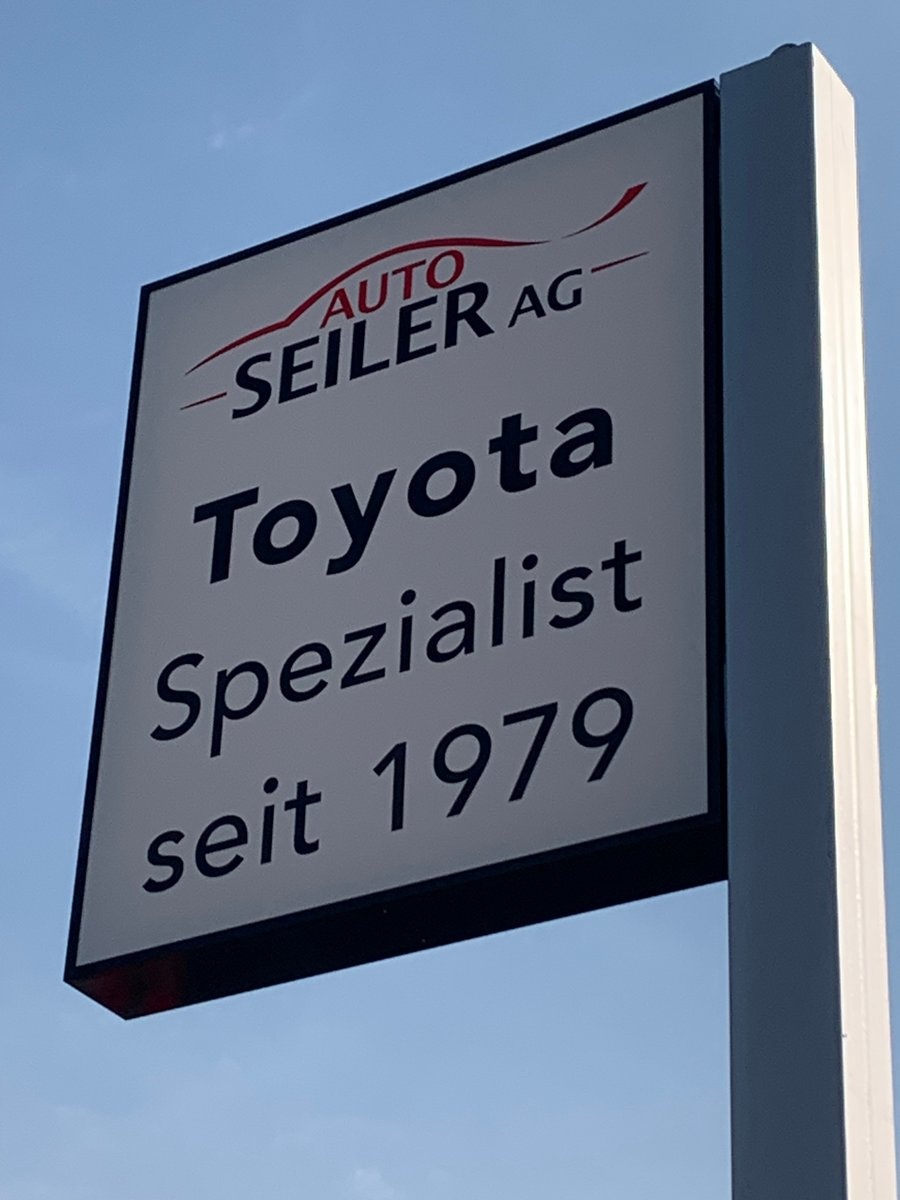 AUTO
SEILER AG
Toyota
Spezialist
seit 1979